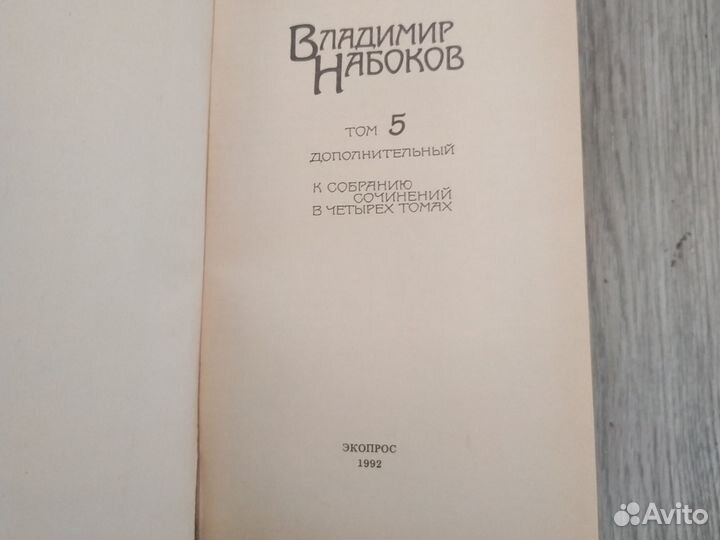 ВЛАДИМИР
НАБОКОВ
ТОМ 5
ДОПОЛНИТЕЛЬНЫЙ
К СОБРАНИЮ
СОЧИНЕНИЙ
В ЧЕТЫРЕХ ТОМАХ
ЭКОПРОС
1992
Avito